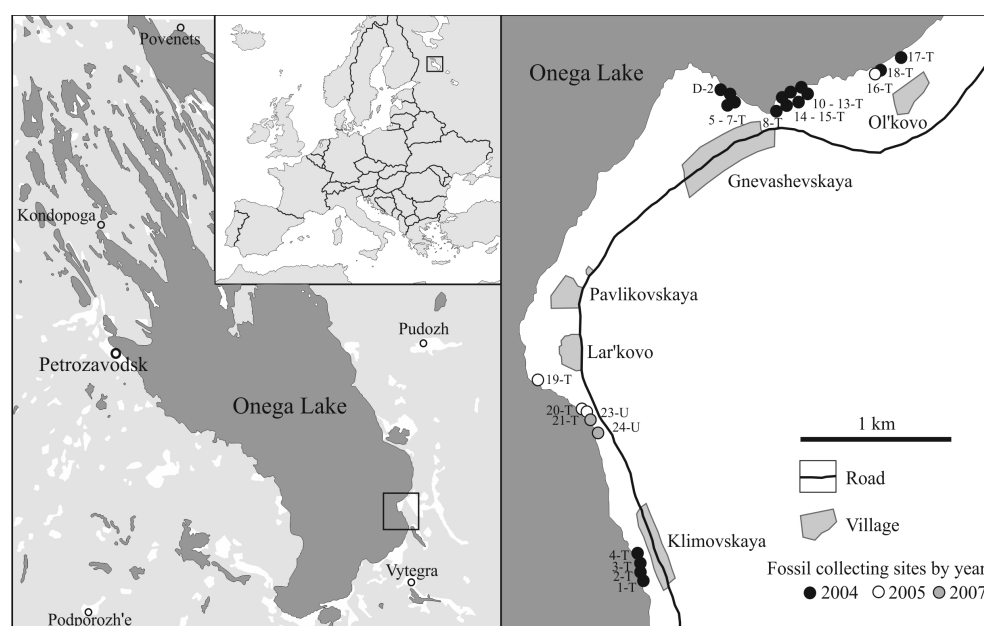 Povenets
Kondopoga
Petrozavodsk
Onega Lake
Pudozh
Vytegra
Podporozh'e
Onega Lake
17-T
18-T
16-T
D-2
10 - 13-T
5 - 7-T
14 - 15-T
8-T
Ol'kovo
Gnevashevskaya
Pavlikovskaya
Lar'kovo
19-T
20-T
23-U
21-T
24-U
1 km
Road
Village
Klimovskaya
4-T
3-T
2-T
1-T
Fossil collecting sites by year
2004 2005 2007